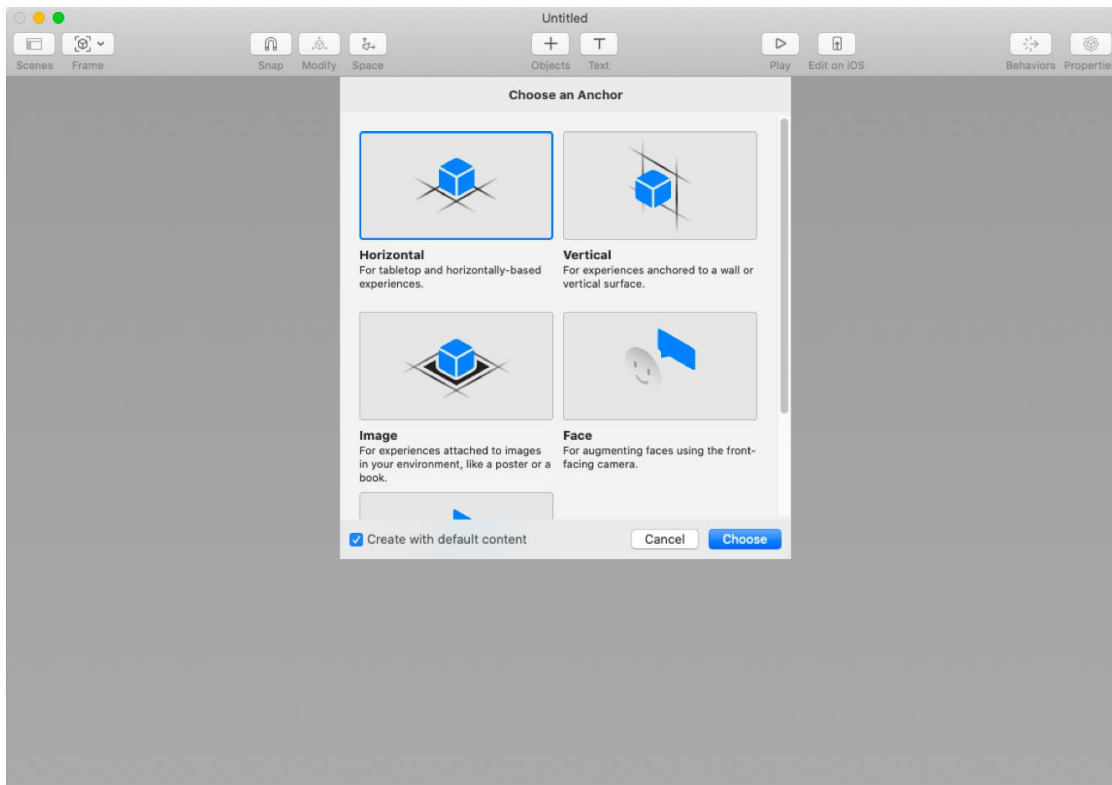 Untitled
Scenes Frame Snap Modify Space Objects Text Play Edit on iOS Behaviors Propertie
Choose an Anchor
Horizontal
For tabletop and horizontally-based
experiences.
Vertical
For experiences anchored to a wall or
vertical surface.
Image
For experiences attached to images
in your environment, like a poster or a
book.
Face
For augmenting faces using the front-
facing camera.
Create with default content
Cancel Choose